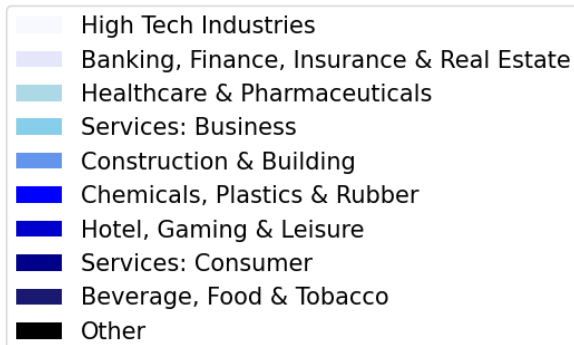 High Tech Industries
Banking, Finance, Insurance & Real Estate
Healthcare & Pharmaceuticals
Services: Business
Construction & Building
Chemicals, Plastics & Rubber
Hotel, Gaming & Leisure
Services: Consumer
Beverage, Food & Tobacco
Other